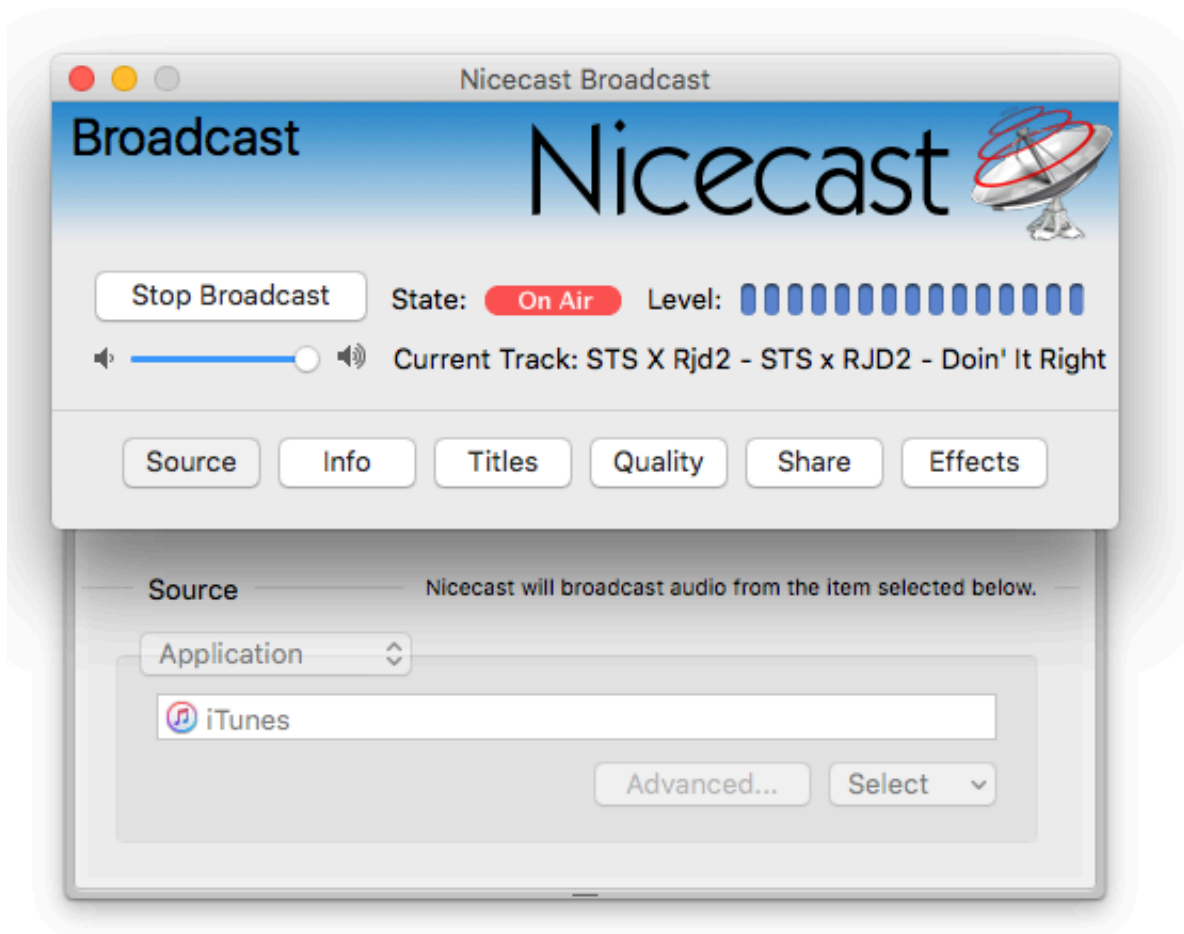 Nicecast Broadcast
Broadcast
Nicecast
Stop Broadcast State: On Air Level:
Current Track: STS X Rjd2 - STS x RJD2 - Doin' It Right
Source Info Titles Quality Share Effects
Source Nicecast will broadcast audio from the item selected below.
Application
iTunes
Advanced... Select